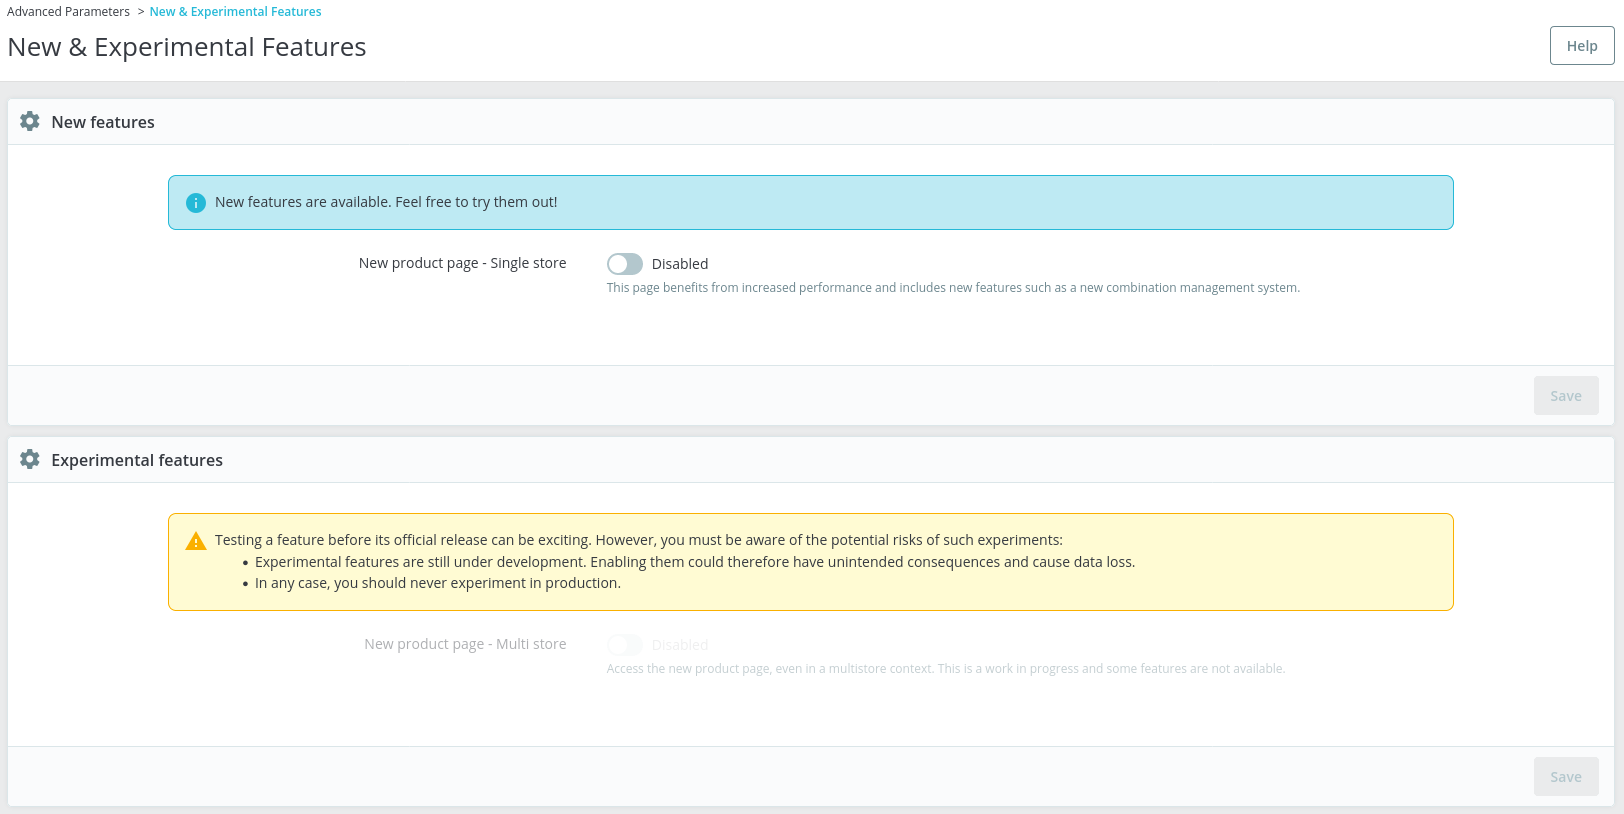 Advanced Parameters > New & Experimental Features
New & Experimental Features
Help
New features
New features are available. Feel free to try them out!
New product page - Single store
Disabled
This page benefits from increased performance and includes new features such as a new combination management system.
Save
Experimental features
Testing a feature before its official release can be exciting. However, you must be aware of the potential risks of such experiments:
• Experimental features are still under development. Enabling them could therefore have unintended consequences and cause data loss.
• In any case, you should never experiment in production.
New product page - Multi store
Disabled
Access the new product page, even in a multistore context. This is a work in progress and some features are not available.
Save